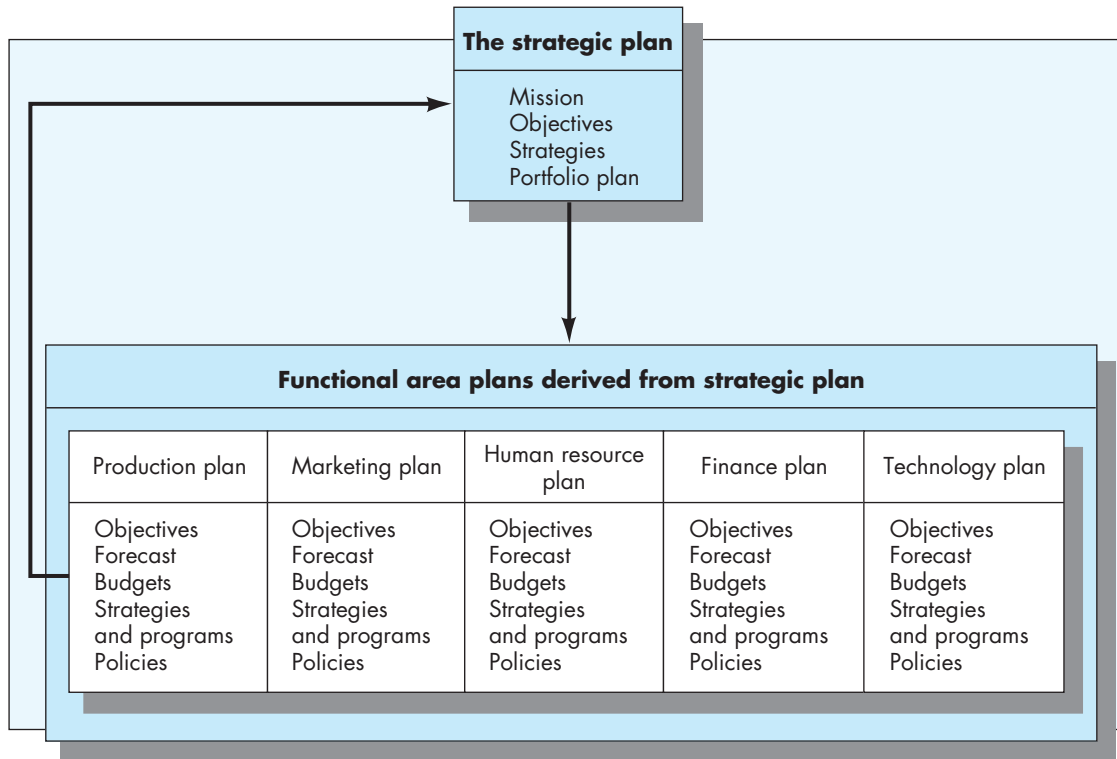 The strategic plan
Mission
Objectives
Strategies
Portfolio plan
Functional area plans derived from strategic plan
Production plan
Objectives
Forecast
Budgets
Strategies
and programs
Policies
Marketing plan
Objectives
Forecast
Budgets
Strategies
and programs
Policies
Human resource
plan
Objectives
Forecast
Budgets
Strategies
and programs
Policies
Finance plan
Objectives
Forecast
Budgets
Strategies
and programs
Policies
Technology plan
Objectives
Forecast
Budgets
Strategies
and programs
Policies